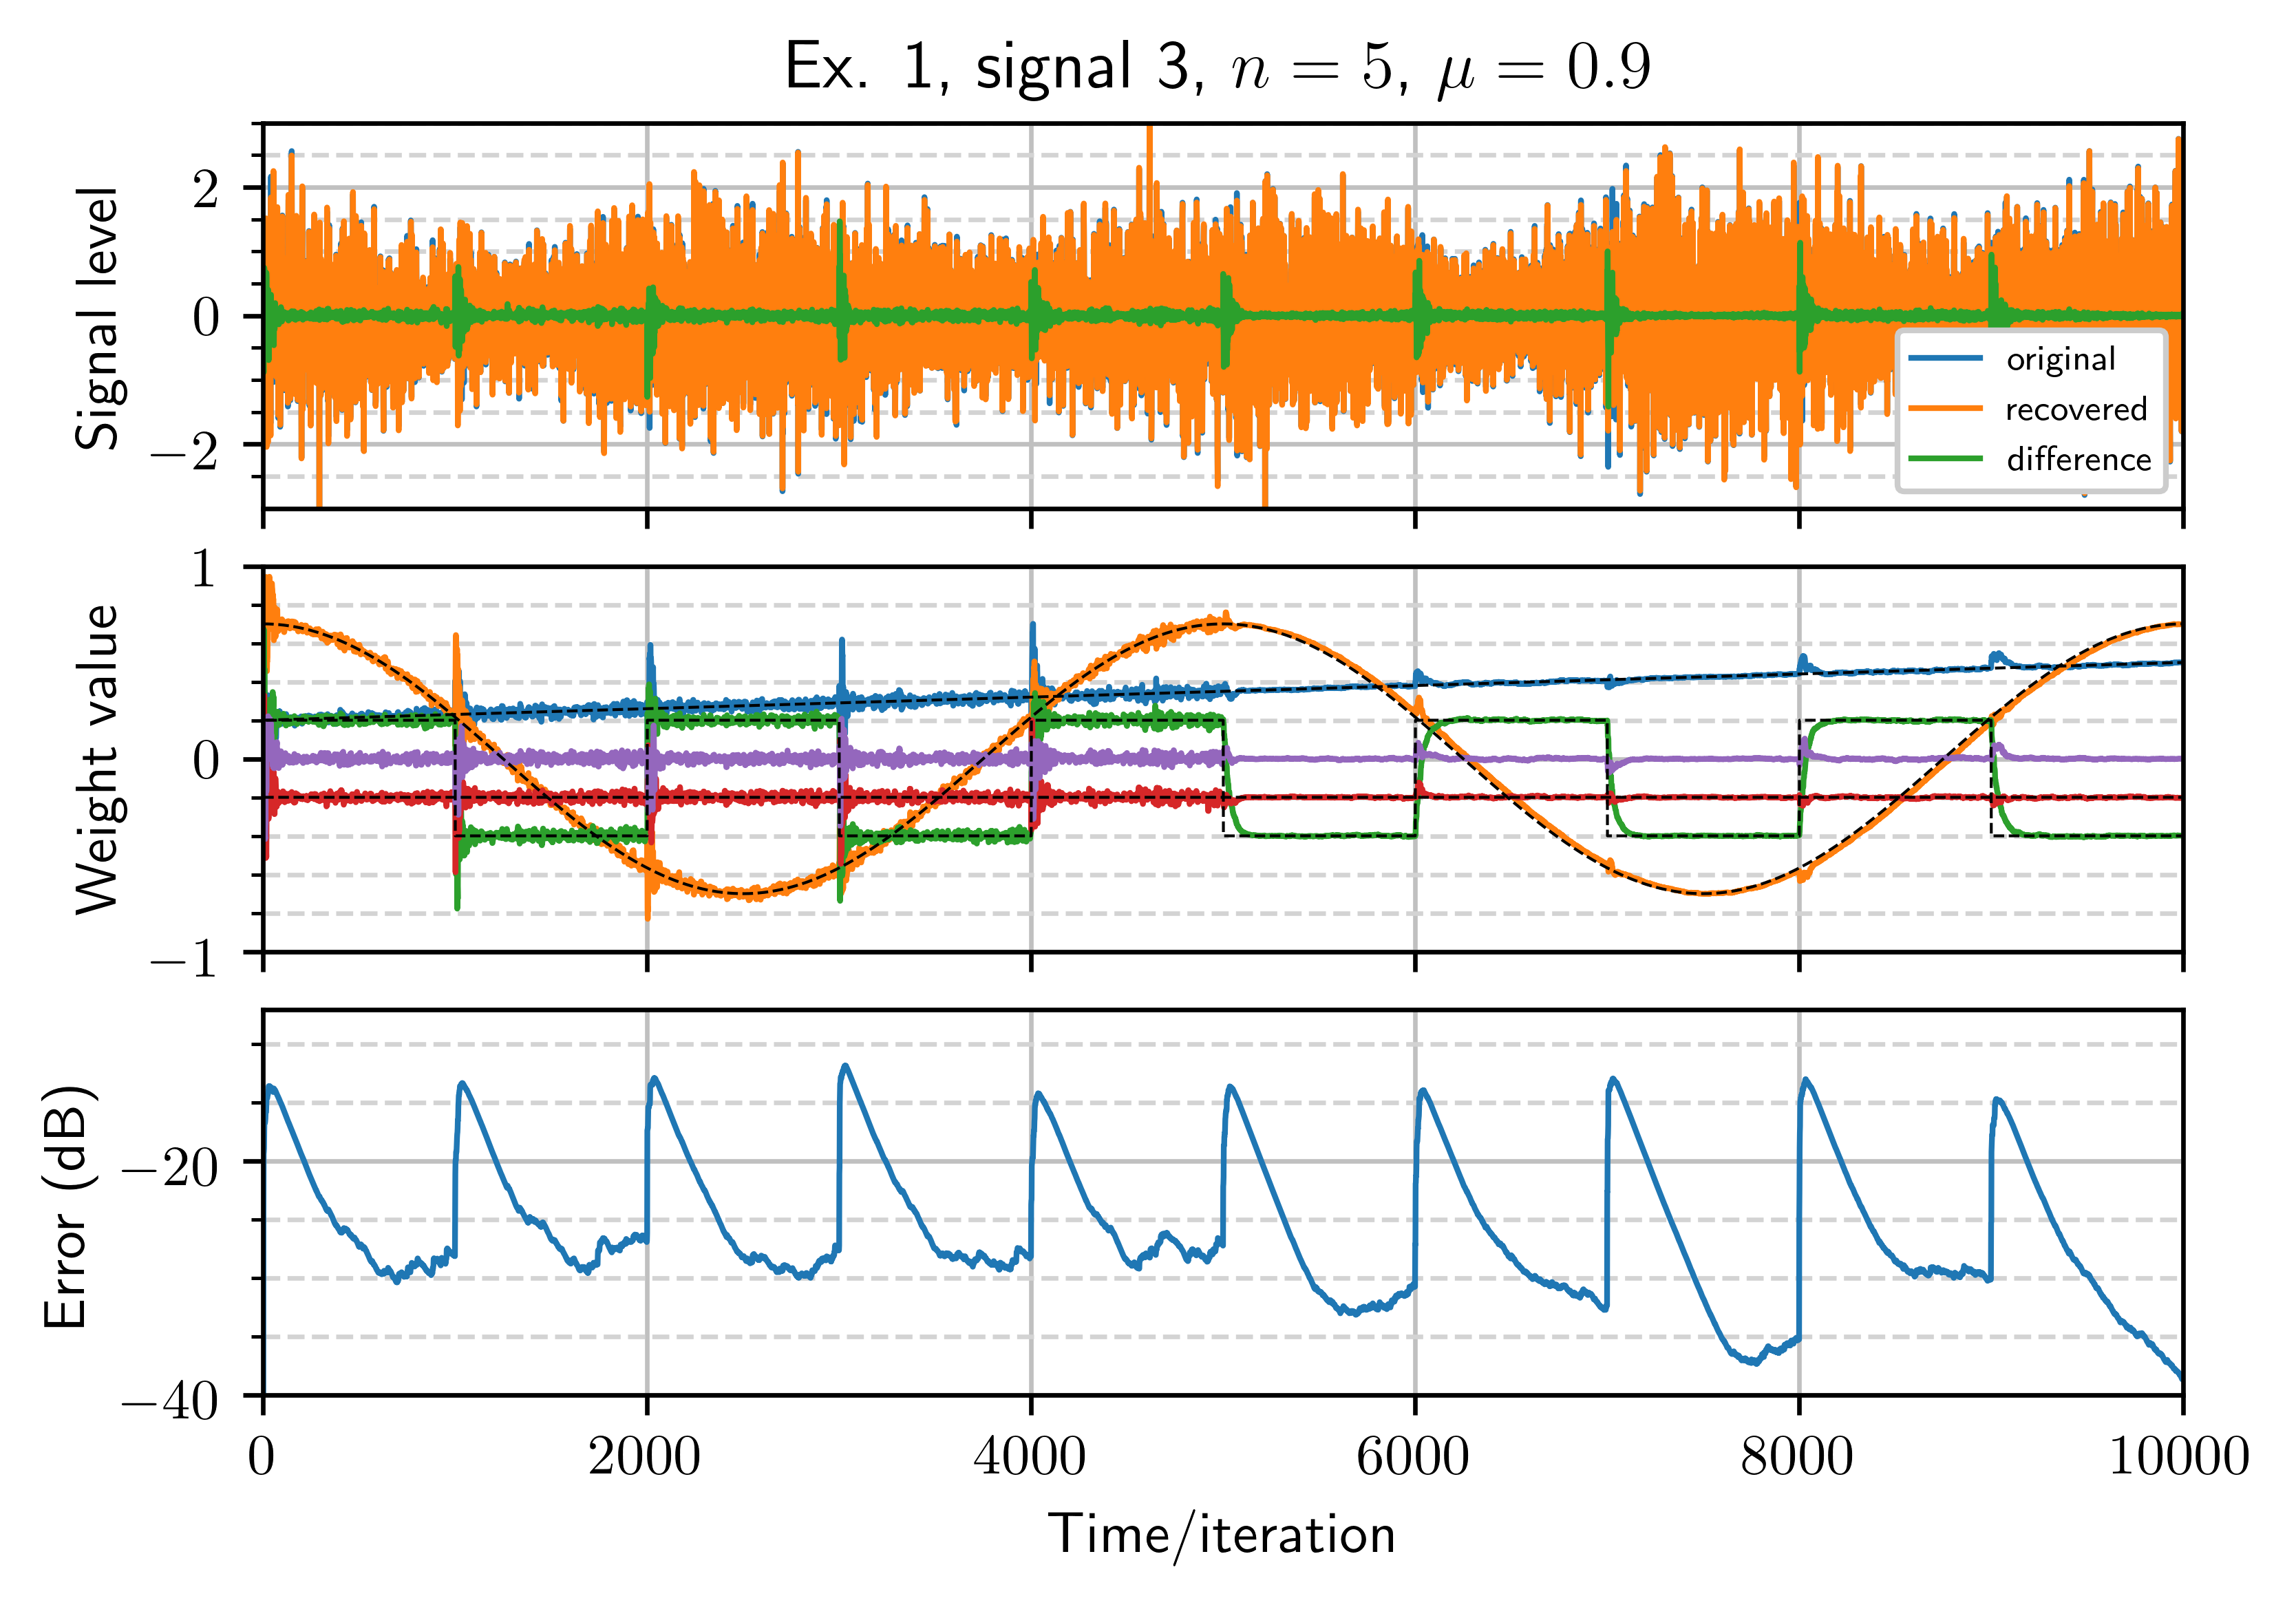 Ex. 1, signal 3, n = 5, μ = 0.9
Signal level
2
0
−2
original
recovered
difference
Weight value
1
0
−1
Error (dB)
−20
−40
0 2000 4000 6000 8000 10000
Time/iteration